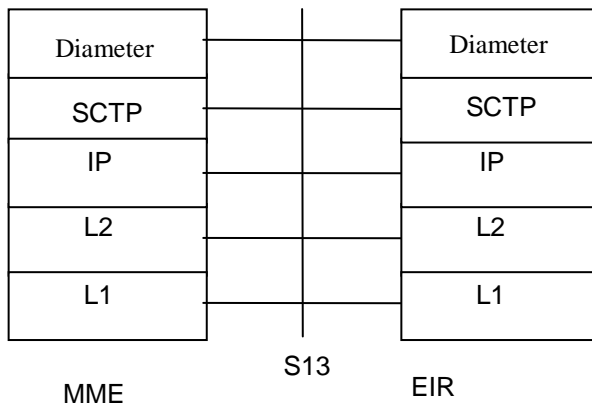 Diameter
SCTP
IP
L2
L1
MME
S13
Diameter
SCTP
IP
L2
L1
EIR